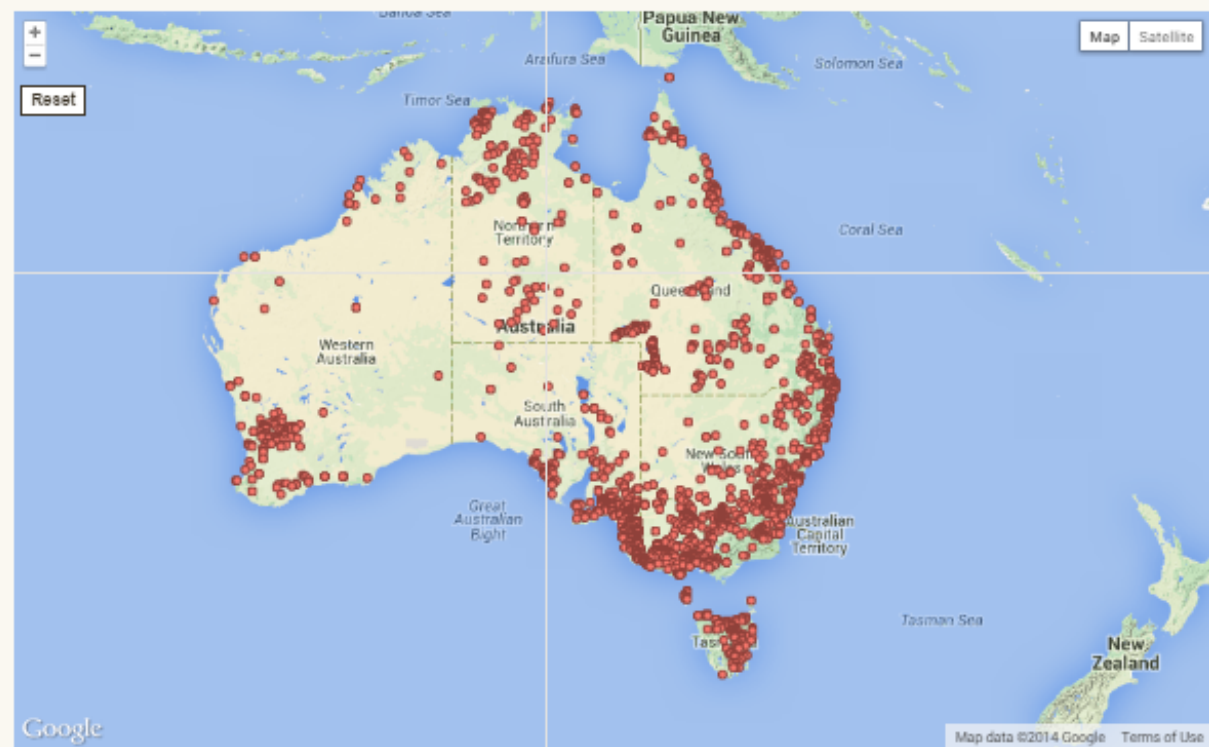 Banda Sea
Papua New
Guinea
+
−
Map Satellite
Arafura Sea
Solomon Sea
Reset
Timor Sea
Coral Sea
Northern
Territory
Queensland
Australia
Western
Australia
South
Australia
New South
Wales
Great
Australian
Bight
Australian
Capital
Territory
Tasman Sea
New
Zealand
Google
Map data ©2014 Google Terms of Use